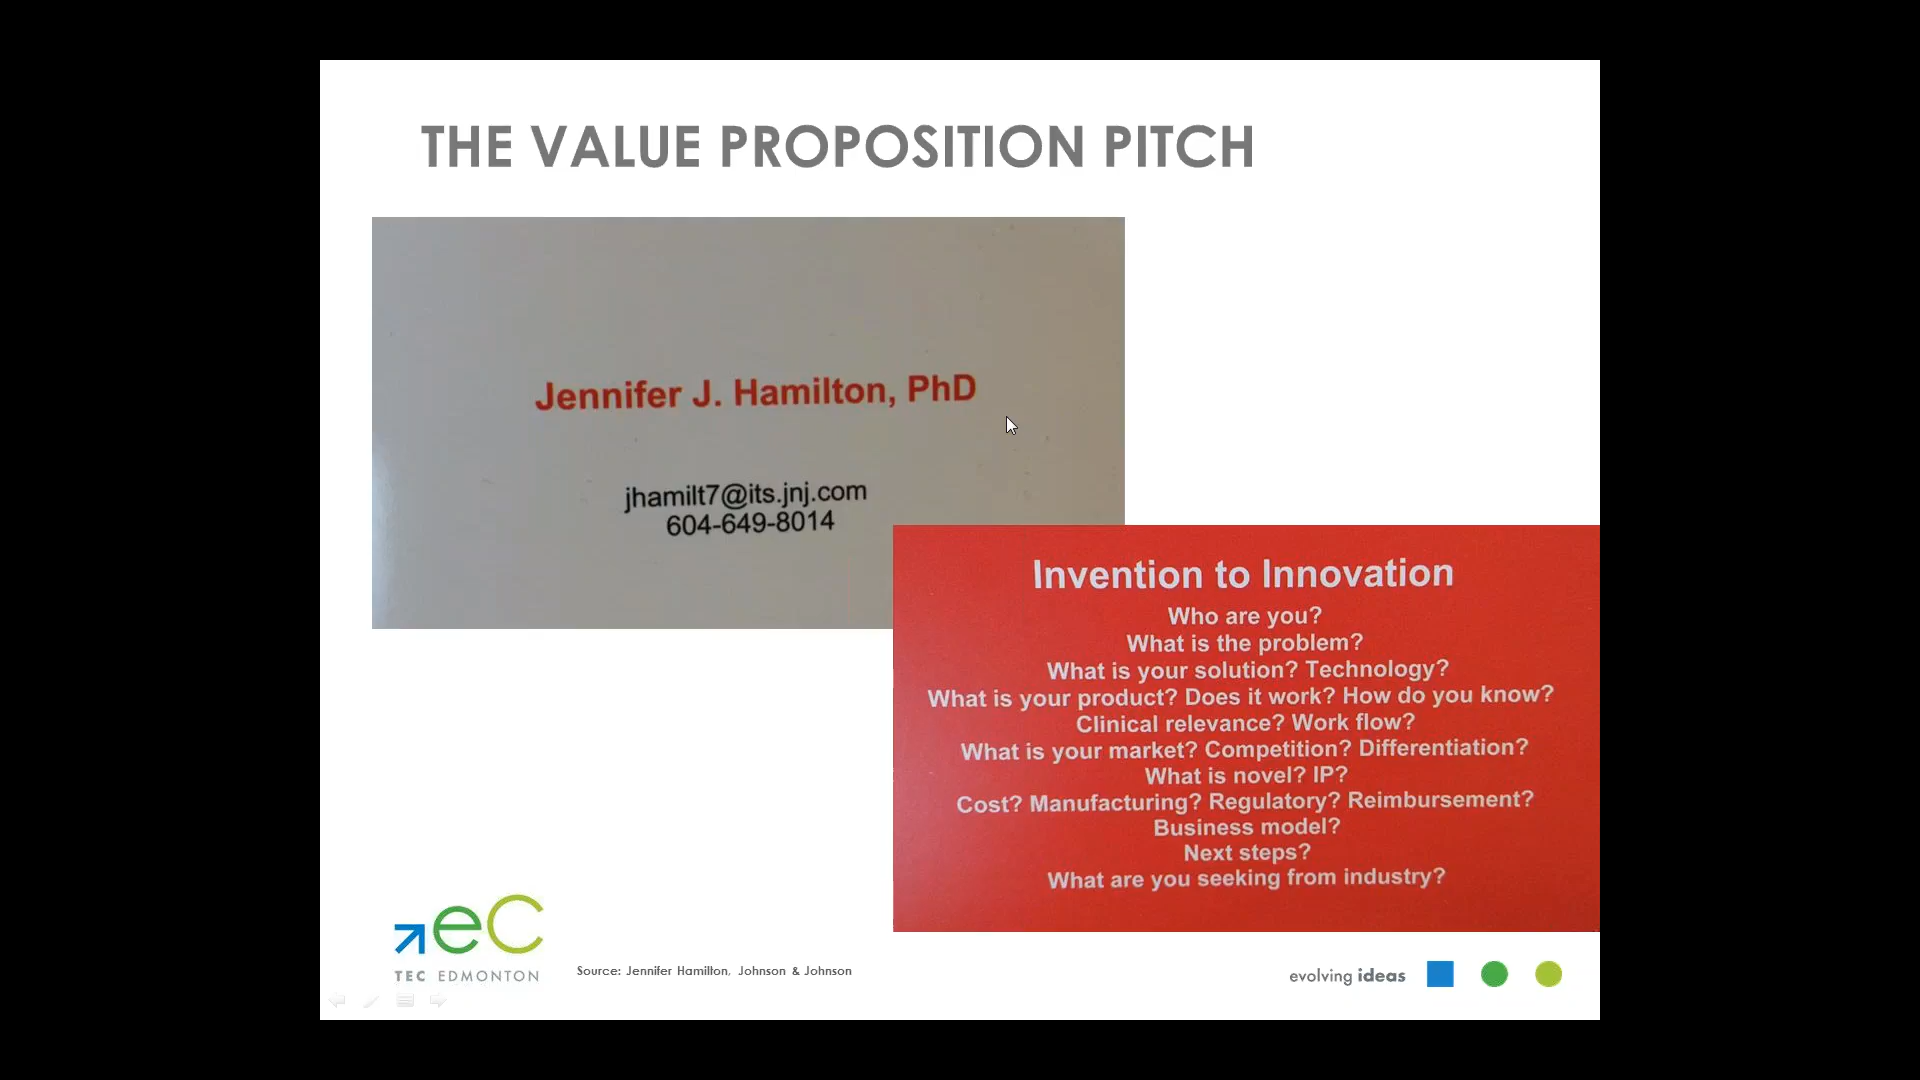 THE VALUE PROPOSITION PITCH
Jennifer J. Hamilton, PhD
jhamilt7@its.jnj.com
604-649-8014
Invention to Innovation
Who are you?
What is the problem?
What is your solution? Technology?
What is your product? Does it work? How do you know?
Clinical relevance? Work flow?
What is your market? Competition? Differentiation?
What is novel? IP?
Cost? Manufacturing? Regulatory? Reimbursement?
Business model?
Next steps?
What are you seeking from industry?
eC
TEC EDMONTON
Source: Jennifer Hamilton, Johnson & Johnson
evolving ideas